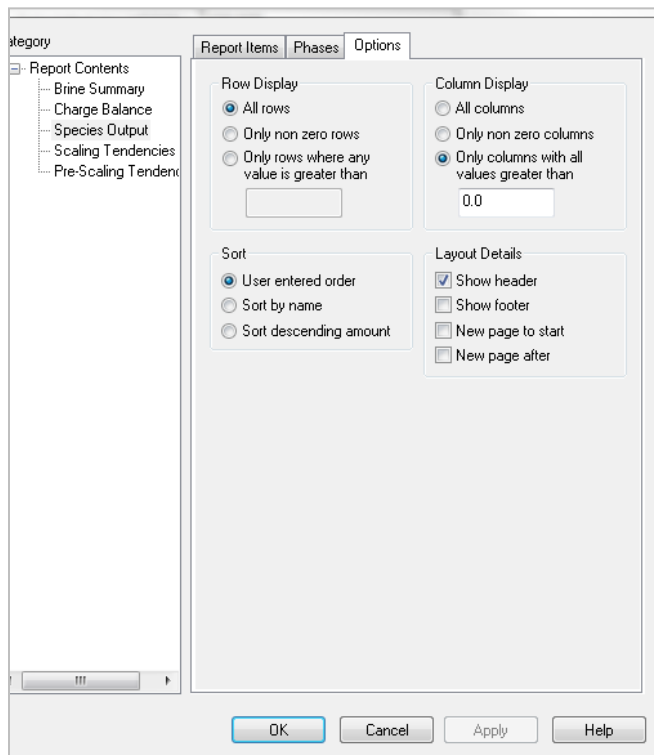 ategory
Report Contents
Brine Summary
Charge Balance
Species Output
Scaling Tendencies
Pre-Scaling Tendenc
Report Items Phases Options
Row Display
All rows
Only non zero rows
Only rows where any
value is greater than
Column Display
All columns
Only non zero columns
Only columns with all
values greater than
0.0
Sort
User entered order
Sort by name
Sort descending amount
Layout Details
Show header
Show footer
New page to start
New page after
OK Cancel Apply Help